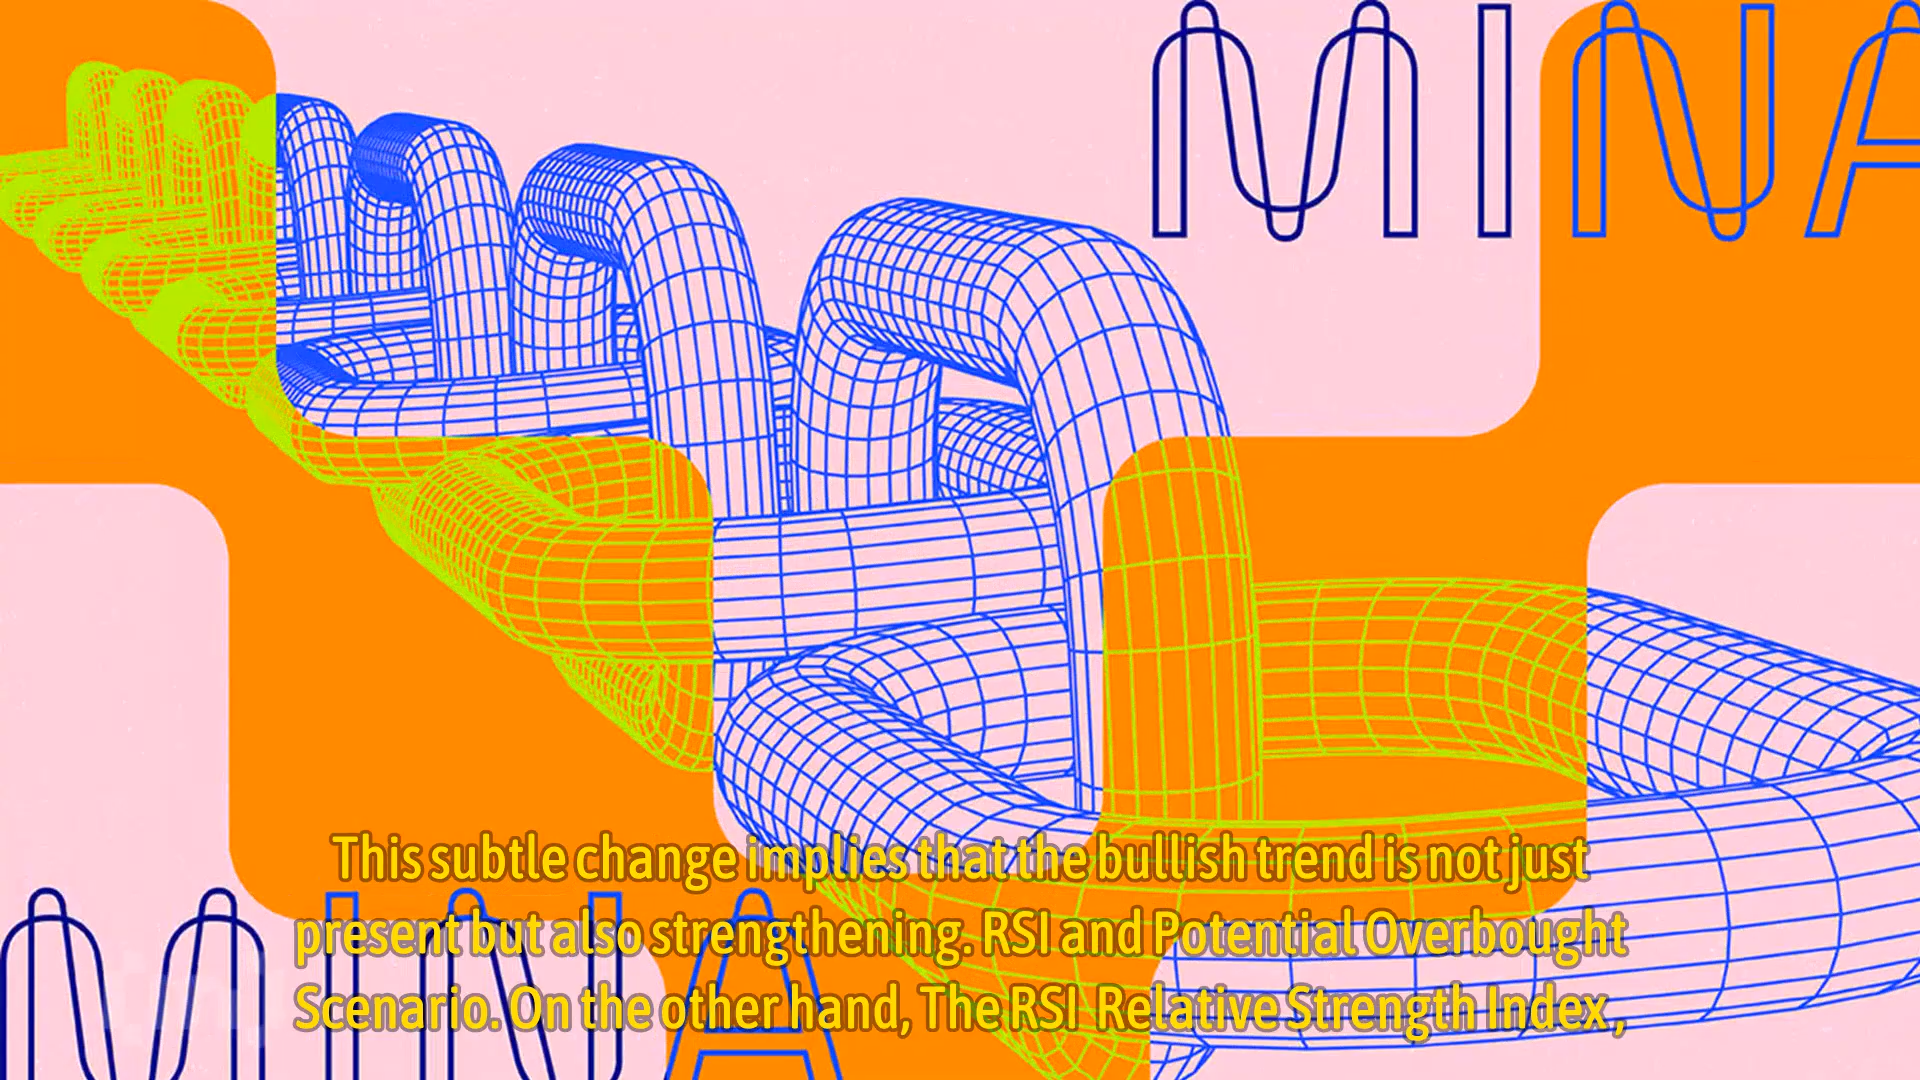 MINA
This subtle change implies that the bullish trend is not just
present but also strengthening. RSI and Potential Overbought
Scenario. On the other hand, The RSI Relative Strength Index,
MINA